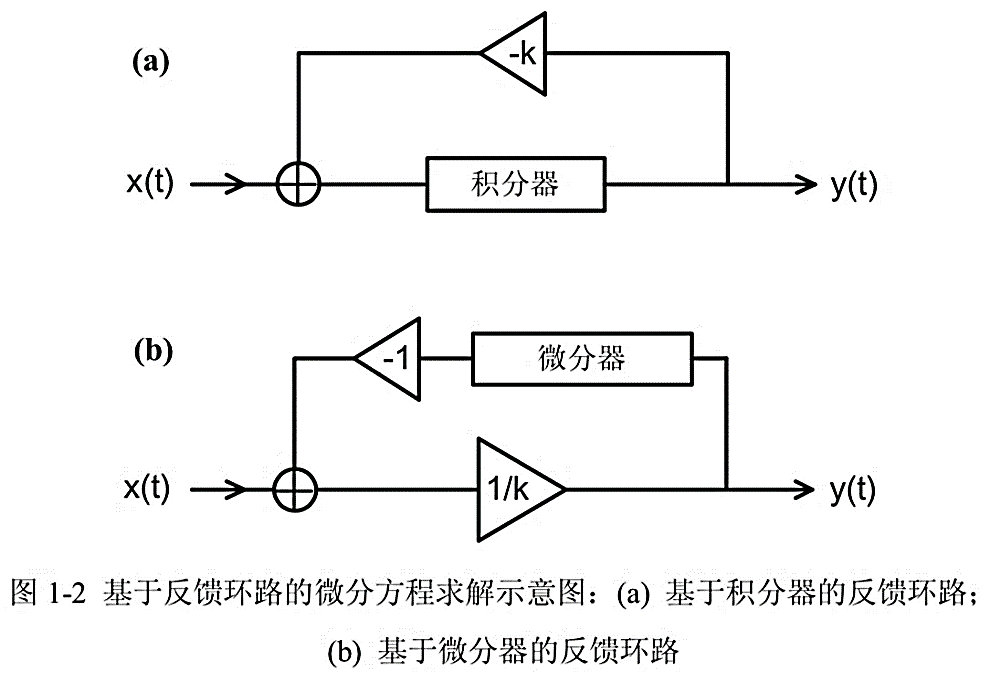 (a)
-k
x(t)
积分器
y(t)
(b)
-1
微分器
x(t)
1/k
y(t)
图 1-2 基于反馈环路的微分方程求解示意图：(a) 基于积分器的反馈环路；
(b) 基于微分器的反馈环路